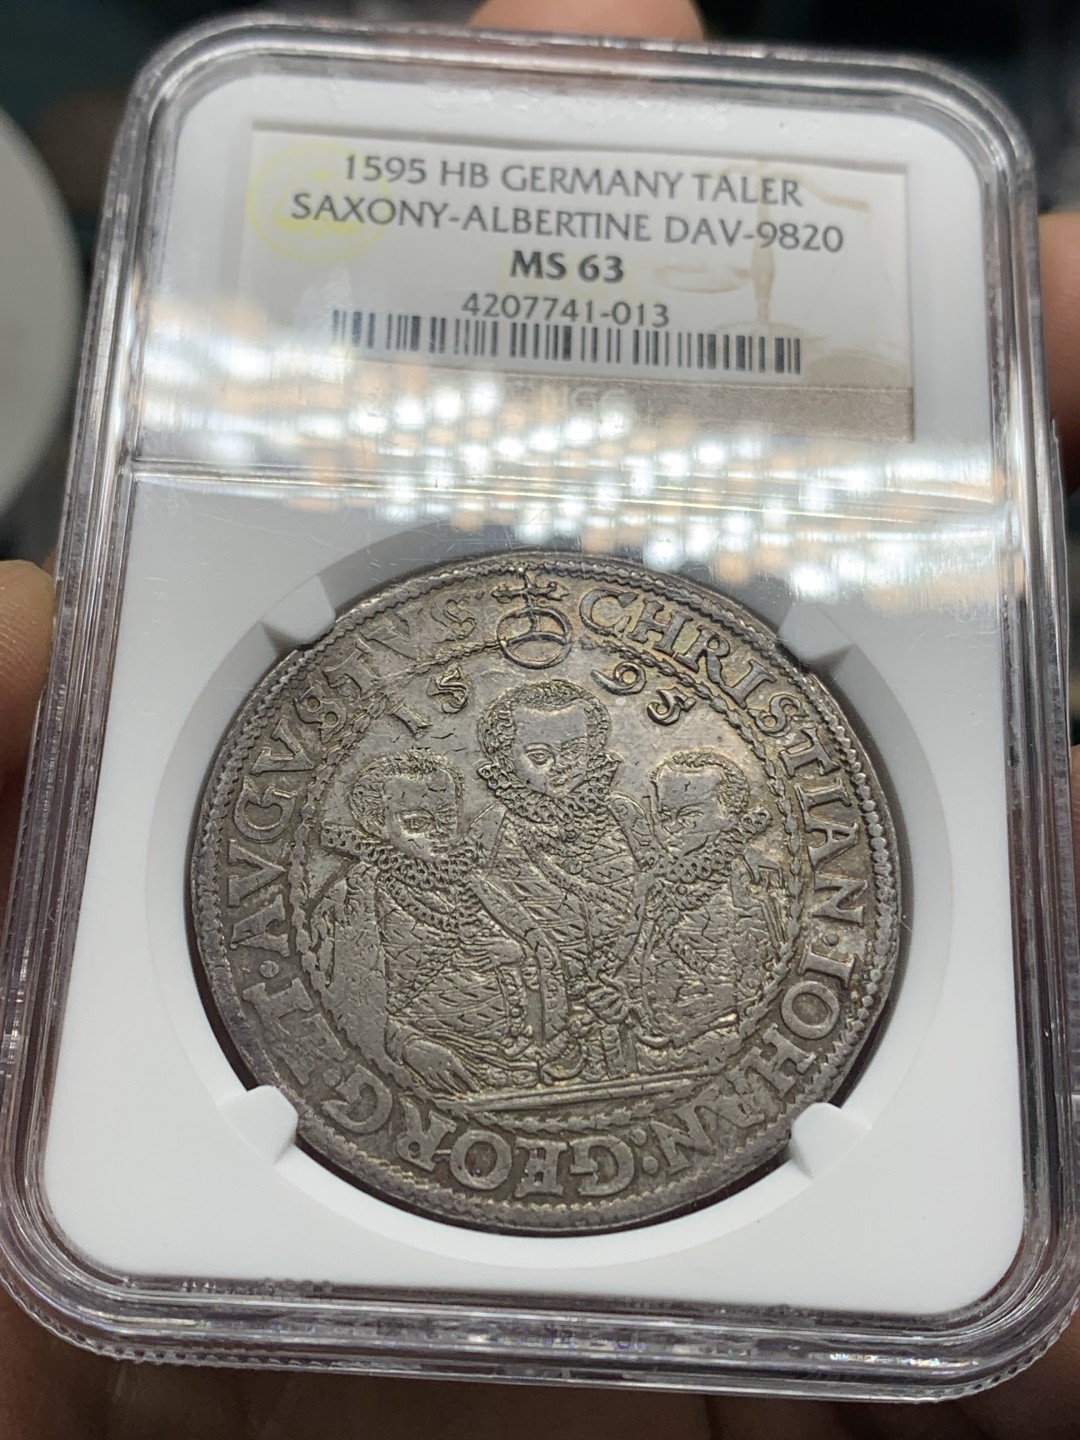 1595 HB GERMANY TALER
SAXONY-ALBERTINE DAV-9820
MS 63
4207741-013
NGC
CHRISTIAN·IOHAN:GEORG·ET·AVGVSTVS
15 95